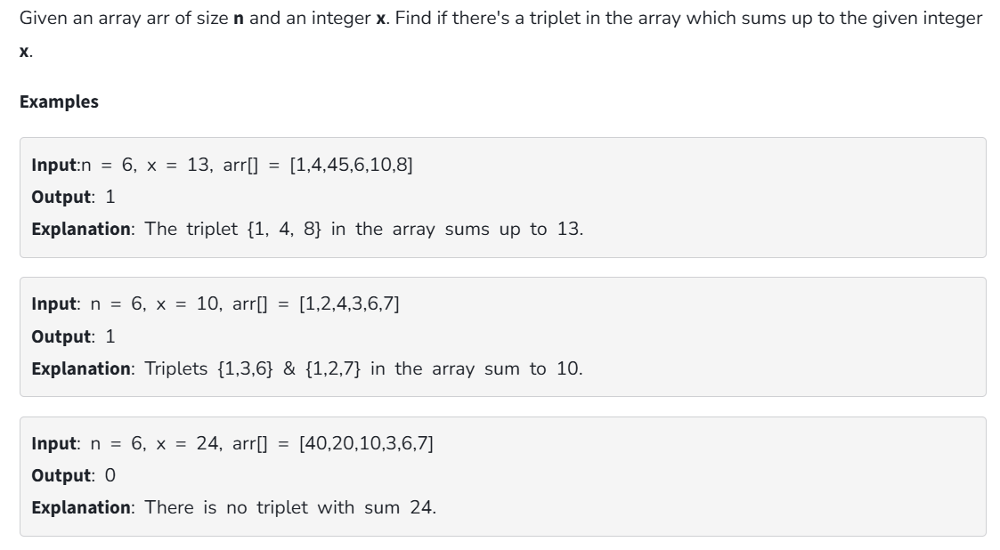 Given an array arr of size n and an integer x. Find if there's a triplet in the array which sums up to the given integer
x.
Examples
Input:n = 6, x = 13, arr[] = [1,4,45,6,10,8]
Output: 1
Explanation: The triplet {1, 4, 8} in the array sums up to 13.
Input: n = 6, x = 10, arr[] = [1,2,4,3,6,7]
Output: 1
Explanation: Triplets {1,3,6} & {1,2,7} in the array sum to 10.
Input: n = 6, x = 24, arr[] = [40,20,10,3,6,7]
Output: 0
Explanation: There is no triplet with sum 24.